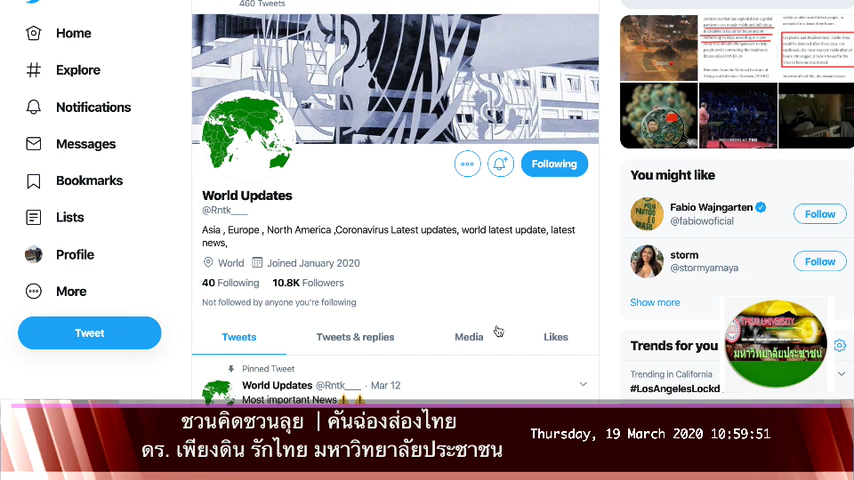 460 Tweets
Home
Explore
Notifications
Messages
Bookmarks
Lists
Profile
More
Tweet
Following
World Updates
@Rntk___
Asia , Europe , North America ,Coronavirus Latest updates, world latest update, latest
news,
World Joined January 2020
40 Following 10.8K Followers
Not followed by anyone you're following
Tweets Tweets & replies Media Likes
Pinned Tweet
World Updates @Rntk___ · Mar 12
Most important News
You might like
Fabio Wajngarten
@fabiowoficial
Follow
storm
@stormyamaya
Follow
Show more
Trends for you
Trending in California
#LosAngelesLockd
มหาวิทยาลัยประชาชน
ชวนคิดชวนลุย | คันฉ่องส่องไทย
ดร. เพียงดิน รักไทย มหาวิทยาลัยประชาชน
Thursday, 19 March 2020 10:59:51